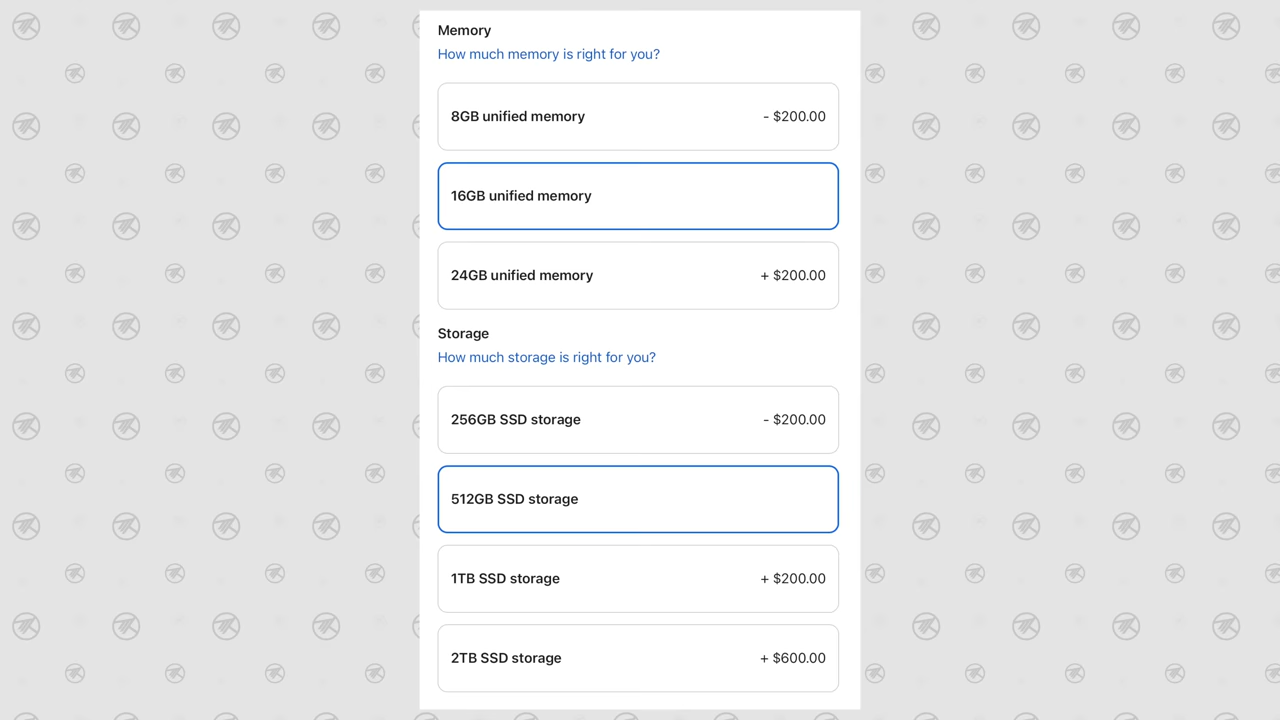 Memory
How much memory is right for you?
8GB unified memory - $200.00
16GB unified memory
24GB unified memory + $200.00
Storage
How much storage is right for you?
256GB SSD storage - $200.00
512GB SSD storage
1TB SSD storage + $200.00
2TB SSD storage + $600.00